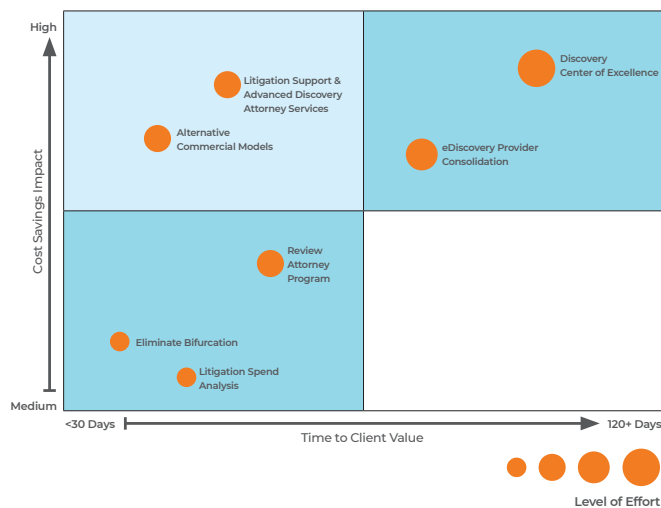 High
Discovery
Center of Excellence
Litigation Support &
Advanced Discovery
Attorney Services
Alternative
Commercial Models
eDiscovery Provider
Consolidation
Cost Savings Impact
Review
Attorney
Program
Eliminate Bifurcation
Litigation Spend
Analysis
Medium
<30 Days
120+ Days
Time to Client Value
Level of Effort